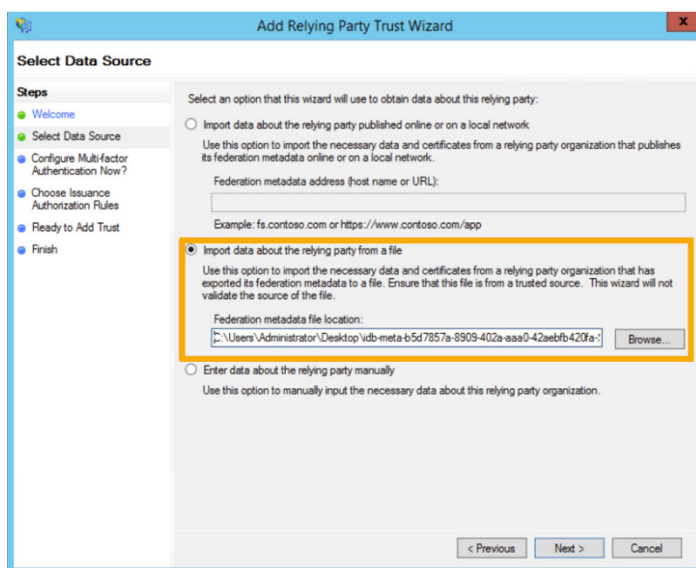 Add Relying Party Trust Wizard
x
Select Data Source
Steps
Welcome
Select Data Source
Configure Multi-factor
Authentication Now?
Choose Issuance
Authorization Rules
Ready to Add Trust
Finish
Select an option that this wizard will use to obtain data about this relying party:
Import data about the relying party published online or on a local network
Use this option to import the necessary data and certificates from a relying party organization that publishes
its federation metadata online or on a local network.
Federation metadata address (host name or URL):
Example: fs.contoso.com or https://www.contoso.com/app
Import data about the relying party from a file
Use this option to import the necessary data and certificates from a relying party organization that has
exported its federation metadata to a file. Ensure that this file is from a trusted source. This wizard will not
validate the source of the file.
Federation metadata file location:
C:\Users\Administrator\Desktop\idb-meta-b5d7857a-8909-402a-aaa0-42aebfb420fa-
Browse...
Enter data about the relying party manually
Use this option to manually input the necessary data about this relying party organization.
< Previous
Next >
Cancel